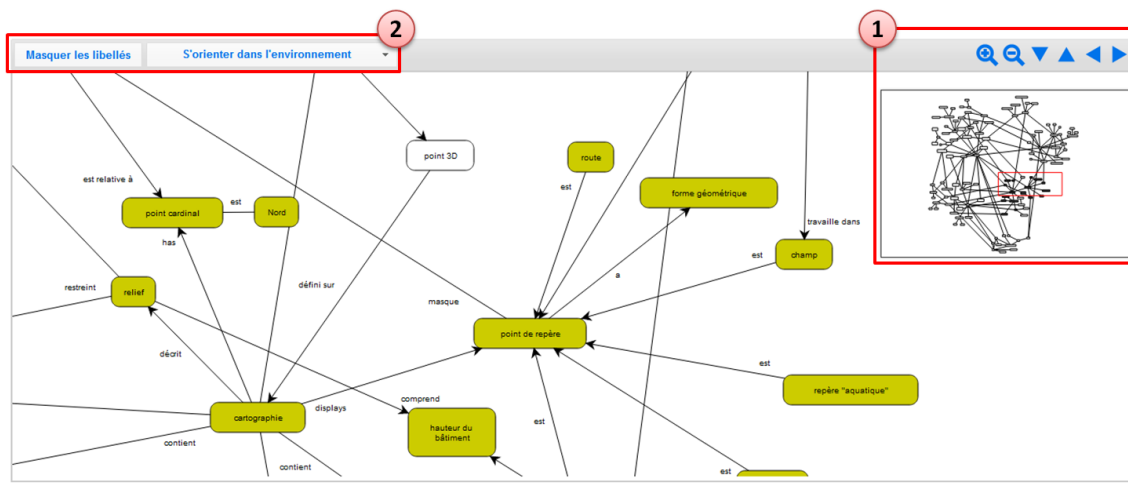 2
1
Masquer les libellés
S'orienter dans l'environnement
point 3D
route
est
est relative à
forme géométrique
point cardinal
est
Nord
travaille dans
has
est
champ
a
restreint
relief
défini sur
masque
point de repère
décrit
est
repère "aquatique"
comprend
displays
cartographie
hauteur du
bâtiment
est
contient
contient
est